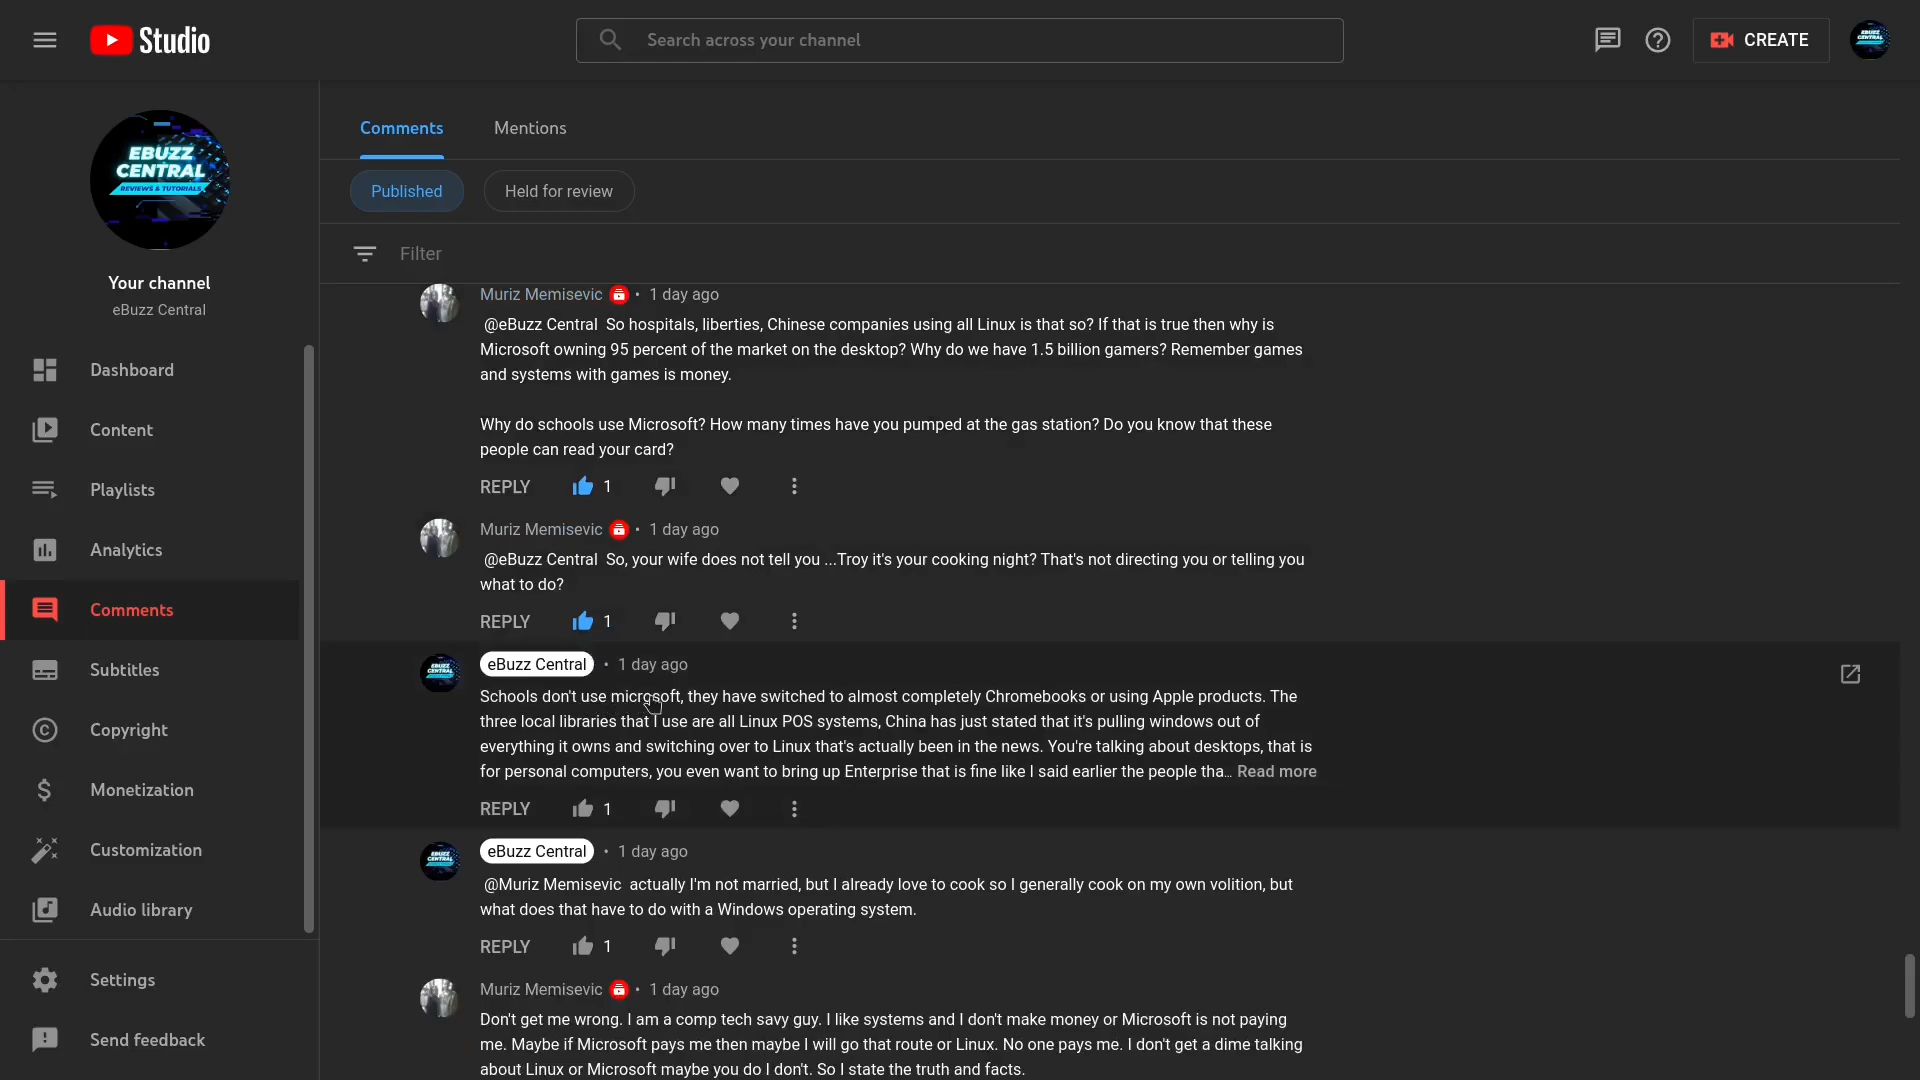 Studio
Search across your channel
CREATE
EBUZZ
CENTRAL
REVIEWS & TUTORIALS
Your channel
eBuzz Central
Dashboard
Content
Playlists
Analytics
Comments
Subtitles
Copyright
Monetization
Customization
Audio library
Settings
Send feedback
Comments
Mentions
Published
Held for review
Filter
Muriz Memisevic • 1 day ago
@eBuzz Central So hospitals, liberties, Chinese companies using all Linux is that so? If that is true then why is
Microsoft owning 95 percent of the market on the desktop? Why do we have 1.5 billion gamers? Remember games
and systems with games is money.
Why do schools use Microsoft? How many times have you pumped at the gas station? Do you know that these
people can read your card?
REPLY 1
Muriz Memisevic • 1 day ago
@eBuzz Central So, your wife does not tell you ...Troy it's your cooking night? That's not directing you or telling you
what to do?
REPLY 1
eBuzz Central • 1 day ago
Schools don't use microsoft, they have switched to almost completely Chromebooks or using Apple products. The
three local libraries that I use are all Linux POS systems, China has just stated that it's pulling windows out of
everything it owns and switching over to Linux that's actually been in the news. You're talking about desktops, that is
for personal computers, you even want to bring up Enterprise that is fine like I said earlier the people tha... Read more
REPLY 1
eBuzz Central • 1 day ago
@Muriz Memisevic actually I'm not married, but I already love to cook so I generally cook on my own volition, but
what does that have to do with a Windows operating system.
REPLY 1
Muriz Memisevic • 1 day ago
Don't get me wrong. I am a comp tech savy guy. I like systems and I don't make money or Microsoft is not paying
me. Maybe if Microsoft pays me then maybe I will go that route or Linux. No one pays me. I don't get a dime talking
about Linux or Microsoft maybe you do I don't. So I state the truth and facts.